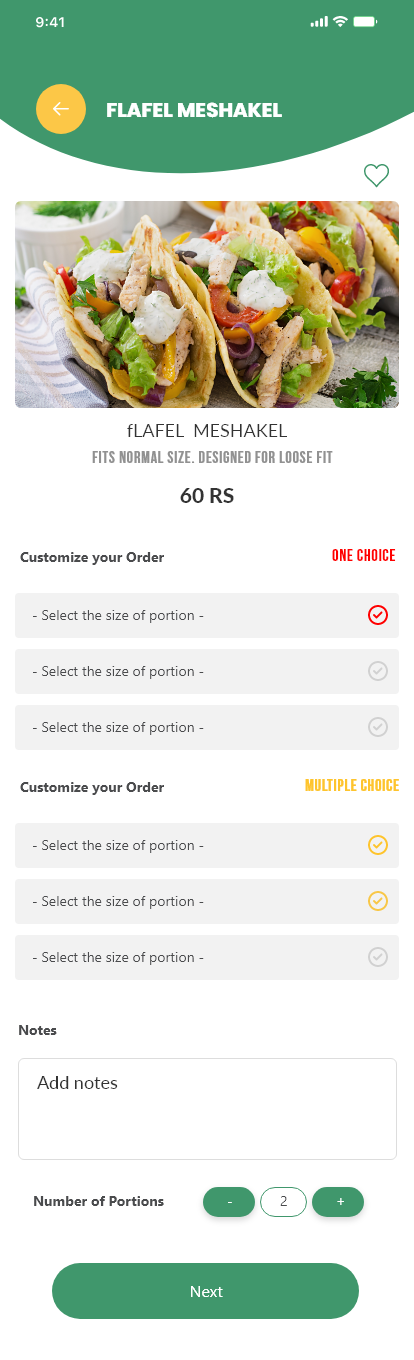 9:41
FLAFEL MESHAKEL
fLAFEL MESHAKEL
FITS NORMAL SIZE. DESIGNED FOR LOOSE FIT
60 RS
Customize your Order ONE CHOICE
- Select the size of portion -
- Select the size of portion -
- Select the size of portion -
Customize your Order MULTIPLE CHOICE
- Select the size of portion -
- Select the size of portion -
- Select the size of portion -
Notes
Add notes
Number of Portions - 2 +
Next